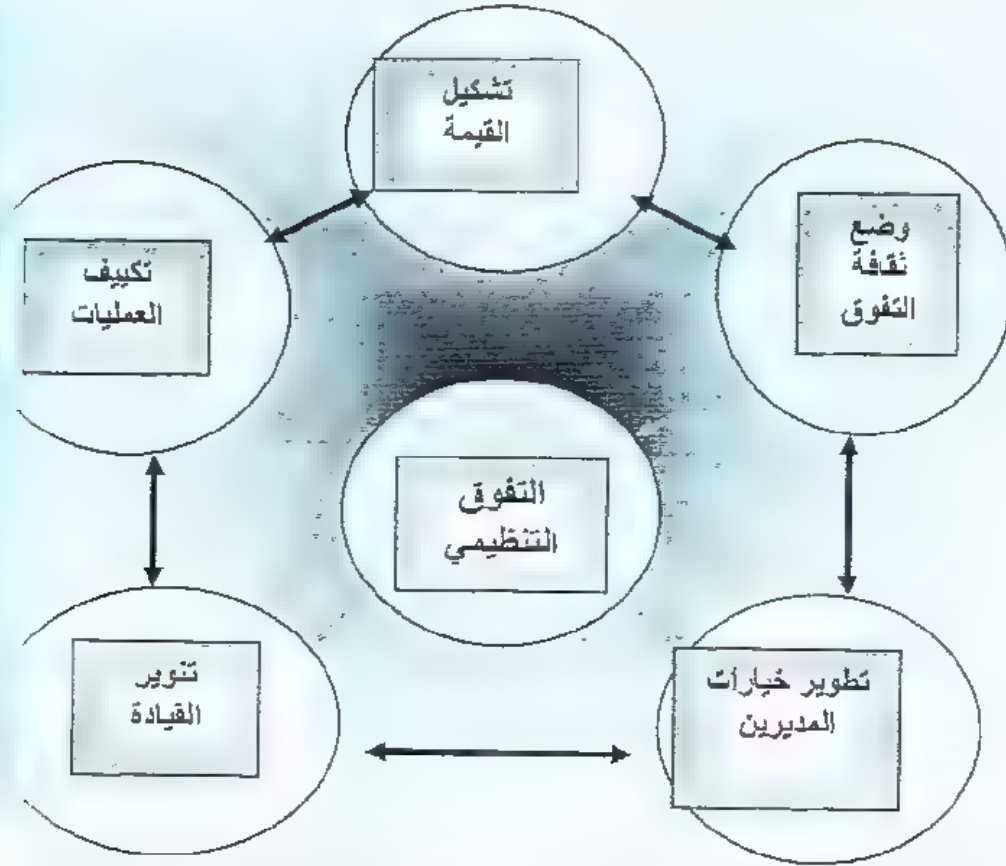 تشكيل
القيمة
وضع
ثقافة
التفوق
تكييف
العمليات
التفوق
التنظيمي
تنوير
القيادة
تطوير خيارات
المديرين